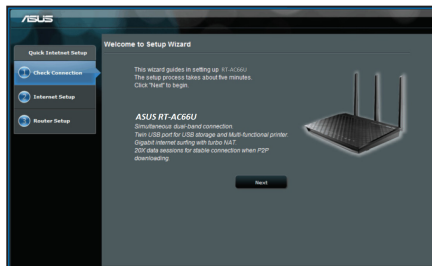 ASUS
Quick Internet Setup
1 Check Connection
2 Internet Setup
3 Router Setup
Welcome to Setup Wizard
This wizard guides in setting up RT-AC66U
The setup process takes about five minutes.
Click "Next" to begin.
ASUS RT-AC66U
Simultaneous dual-band connection.
Twin USB port for USB storage and Multi-functional printer.
Gigabit internet surfing with turbo NAT.
20X data sessions for stable connection when P2P
downloading.
Next